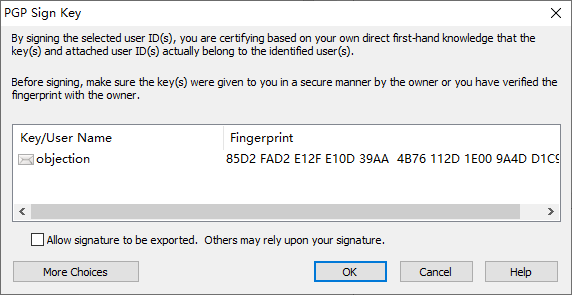 PGP Sign Key
By signing the selected user ID(s), you are certifying based on your own direct first-hand knowledge that the
key(s) and attached user ID(s) actually belong to the identified user(s).
Before signing, make sure the key(s) were given to you in a secure manner by the owner or you have verified the
fingerprint with the owner.
Key/User Name Fingerprint
objection 85D2 FAD2 E12F E10D 39AA 4B76 112D 1E00 9A4D D1C9
Allow signature to be exported. Others may rely upon your signature.
More Choices OK Cancel Help